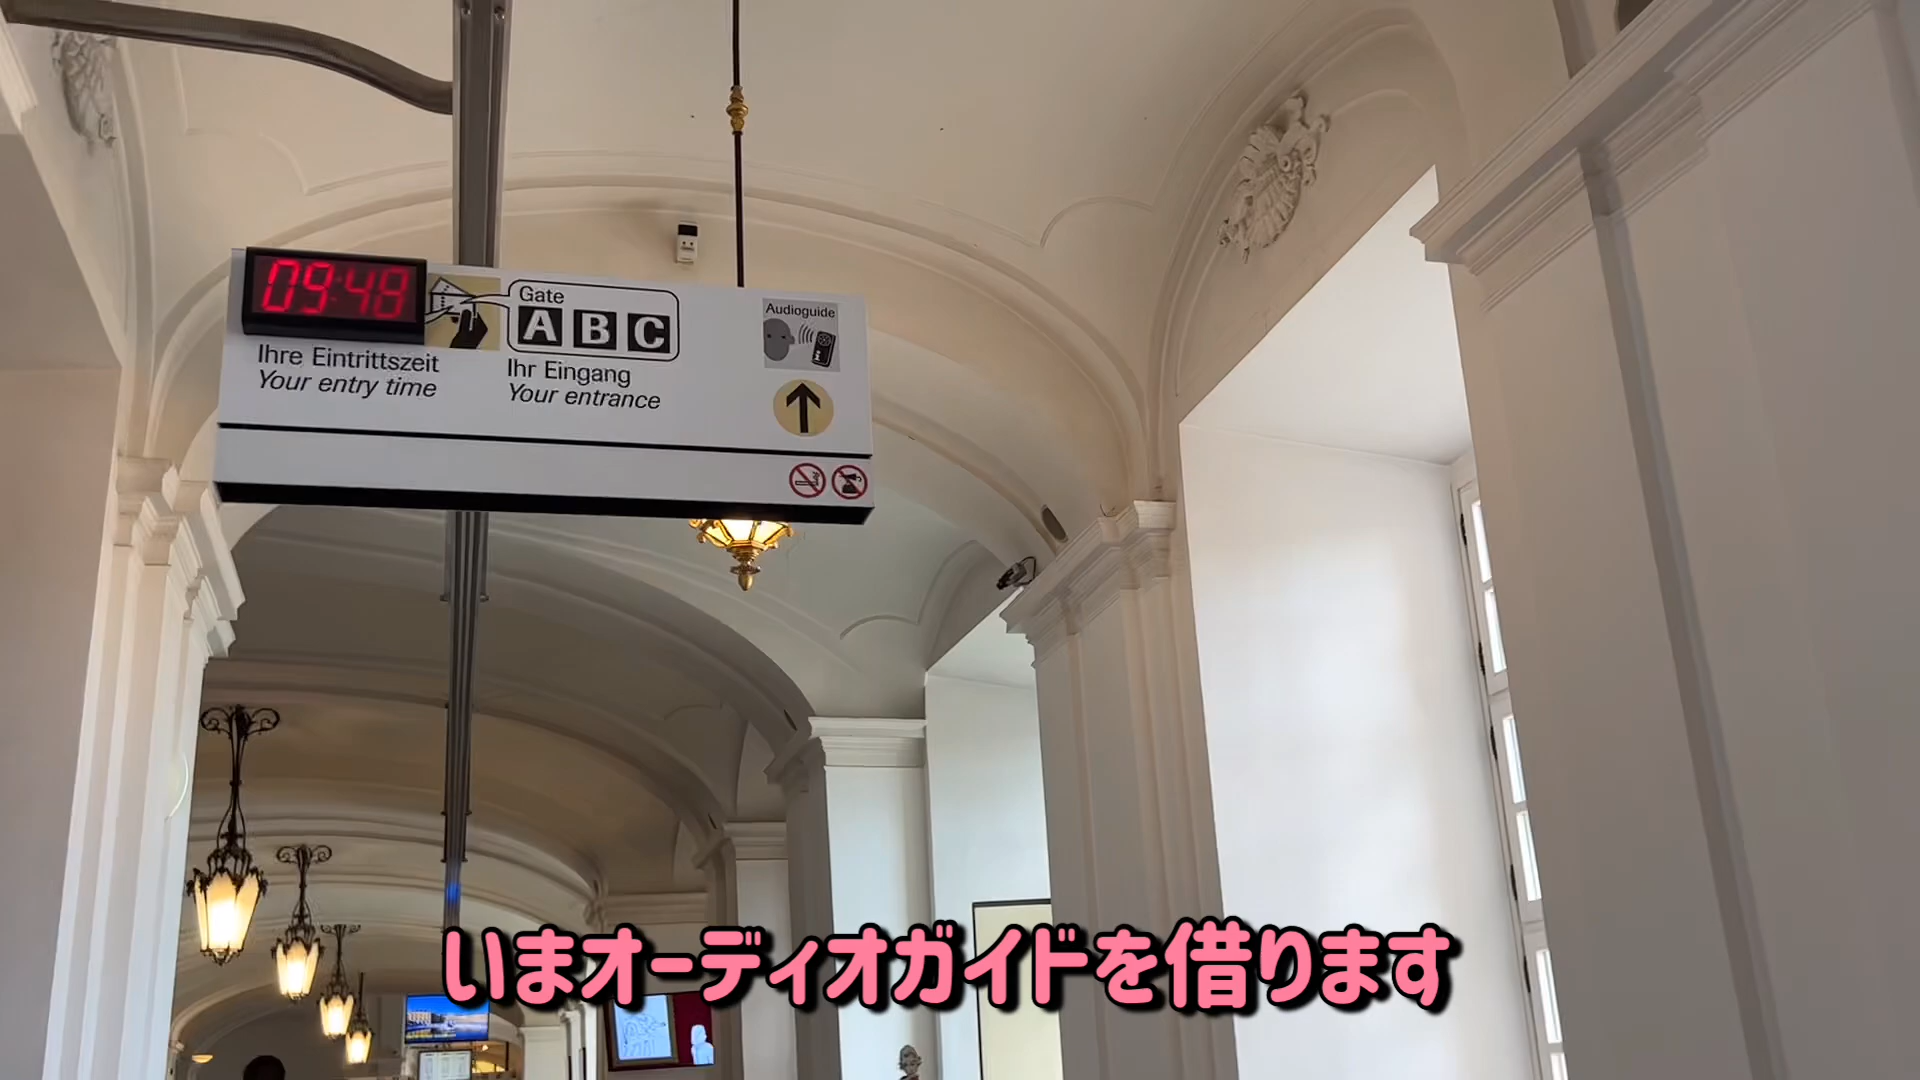 09:48
Ihre Eintrittszeit
Your entry time
Gate
A B C
Ihr Eingang
Your entrance
Audioguide
いまオーディオガイドを借ります